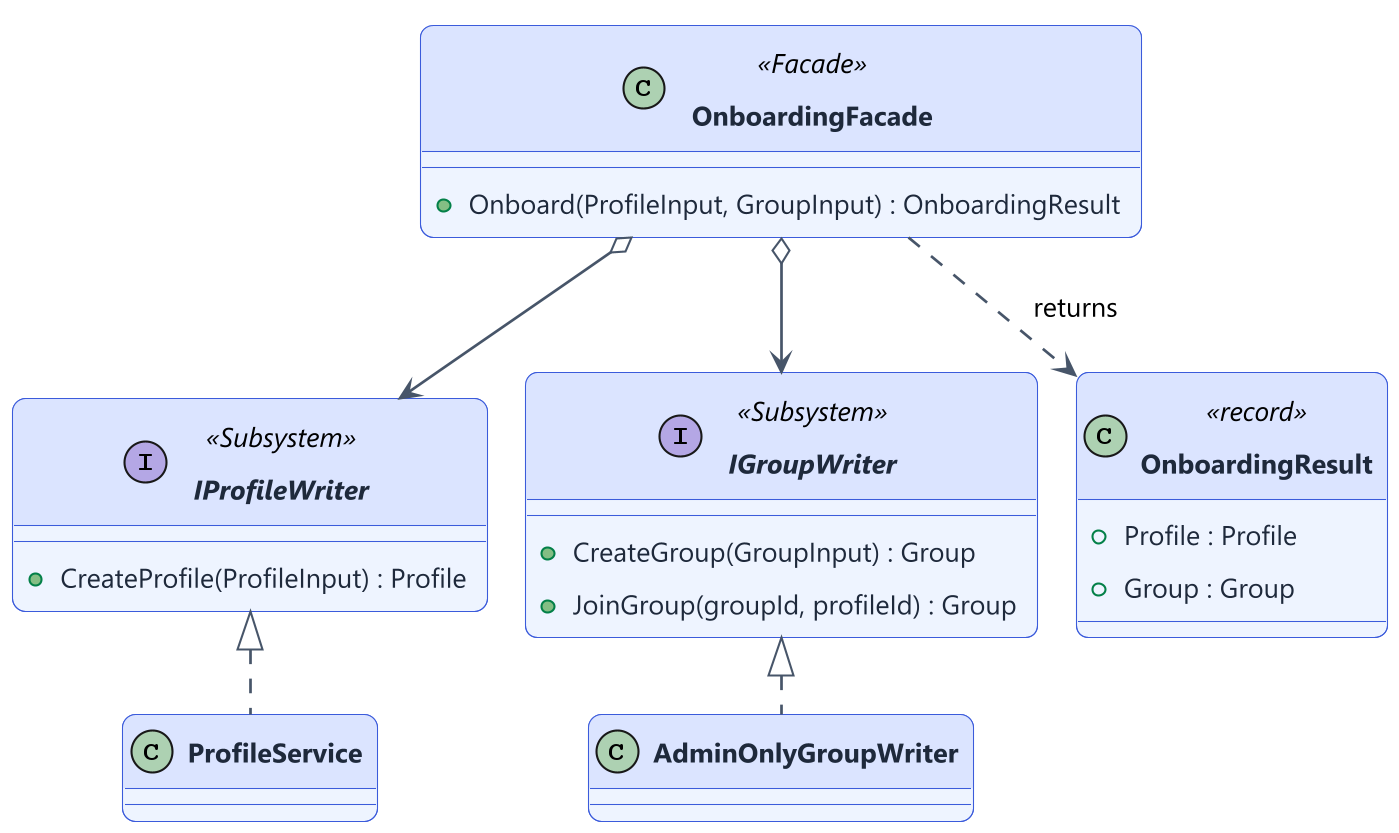 «Facade»
C
OnboardingFacade
Onboard(ProfileInput, GroupInput) : OnboardingResult
returns
«Subsystem»
I
IProfileWriter
CreateProfile(ProfileInput) : Profile
«Subsystem»
I
IGroupWriter
CreateGroup(GroupInput) : Group
JoinGroup(groupId, profileId) : Group
«record»
C
OnboardingResult
Profile : Profile
Group : Group
C ProfileService
C AdminOnlyGroupWriter